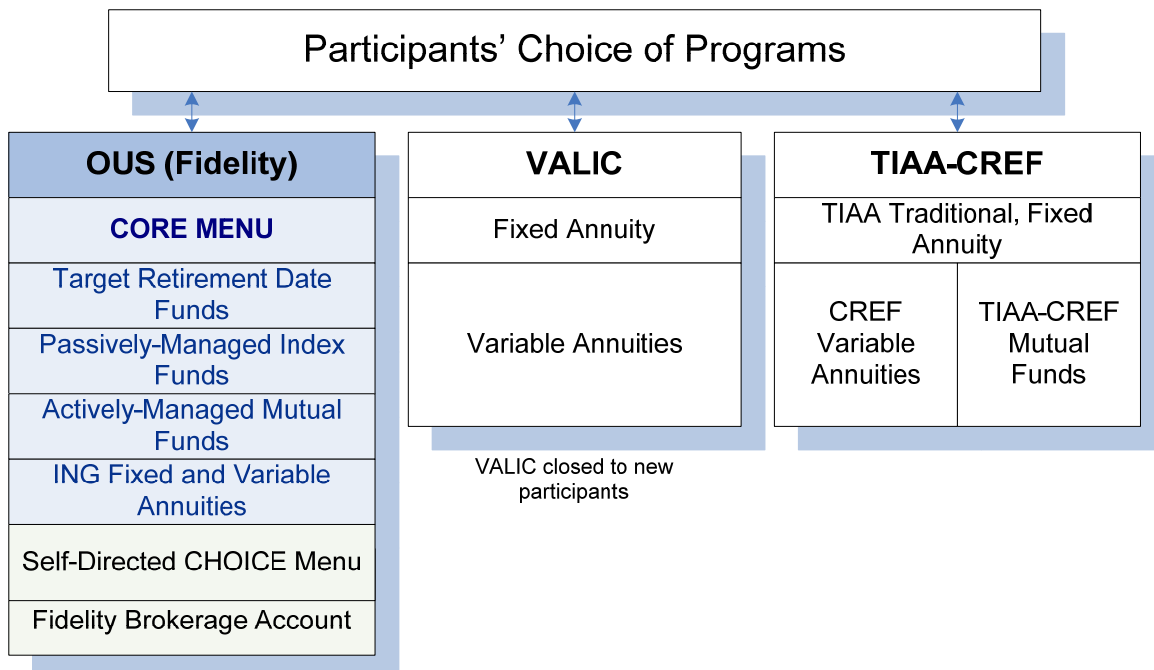 Participants’ Choice of Programs
OUS (Fidelity)
CORE MENU
Target Retirement Date
Funds
Passively-Managed Index
Funds
Actively-Managed Mutual
Funds
ING Fixed and Variable
Annuities
Self-Directed CHOICE Menu
Fidelity Brokerage Account
VALIC
Fixed Annuity
Variable Annuities
VALIC closed to new
participants
TIAA-CREF
TIAA Traditional, Fixed
Annuity
CREF
Variable
Annuities
TIAA-CREF
Mutual
Funds